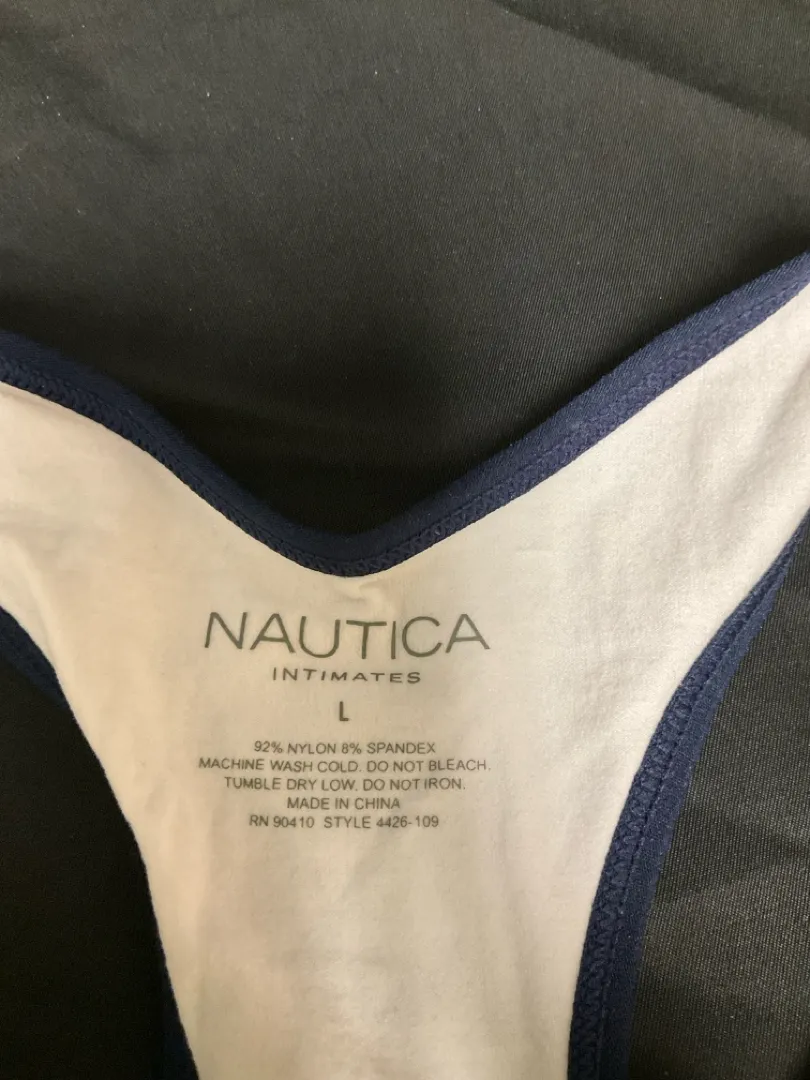 NAUTICA
INTIMATES
L
92% NYLON 8% SPANDEX
MACHINE WASH COLD. DO NOT BLEACH.
TUMBLE DRY LOW. DO NOT IRON.
MADE IN CHINA
RN 90410 STYLE 4426-109